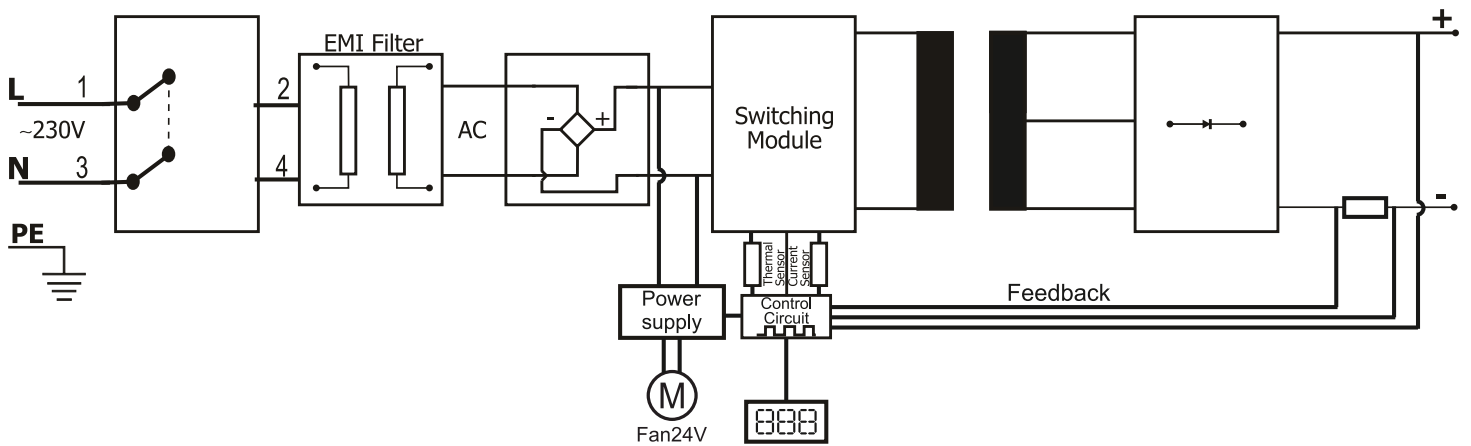 L 1
~230V
N 3
PE
2
4
EMI Filter
AC
- +
Switching
Module
Thermal
Sensor
Current
Sensor
Power
supply
Control
Circuit
Feedback
M
Fan24V
888
+
-